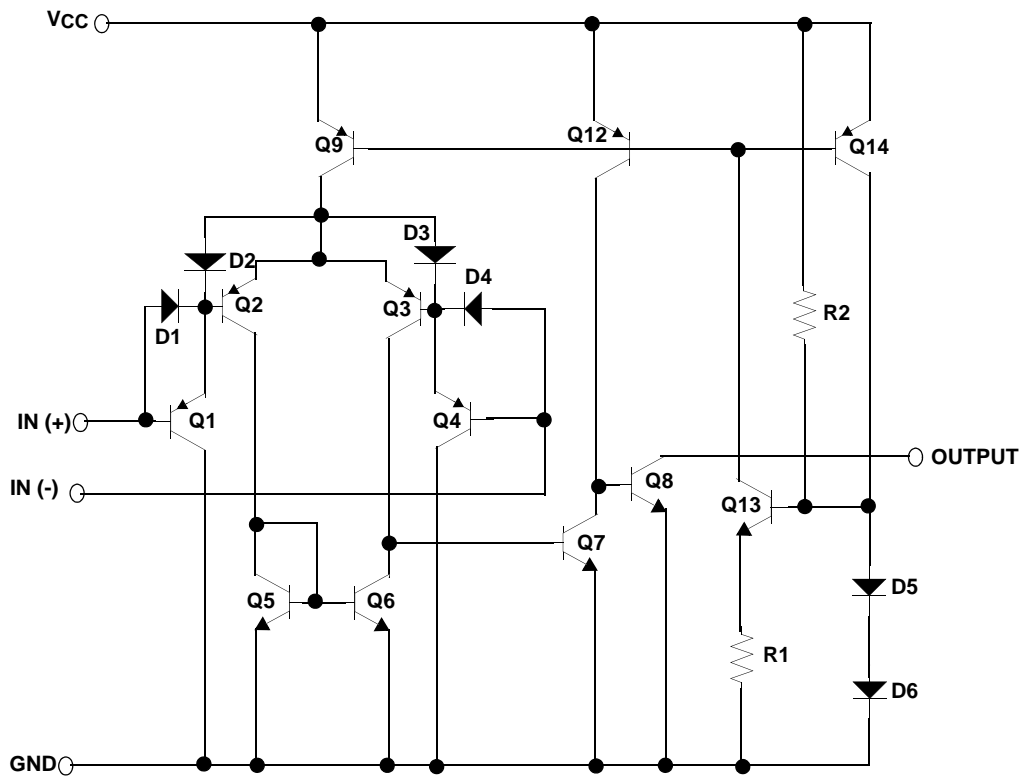 VCC
Q9
Q12
Q14
D3
D2
D4
Q2
Q3
D1
R2
IN (+)
Q1
Q4
OUTPUT
Q8
IN (-)
Q13
Q7
Q5
Q6
D5
R1
D6
GND